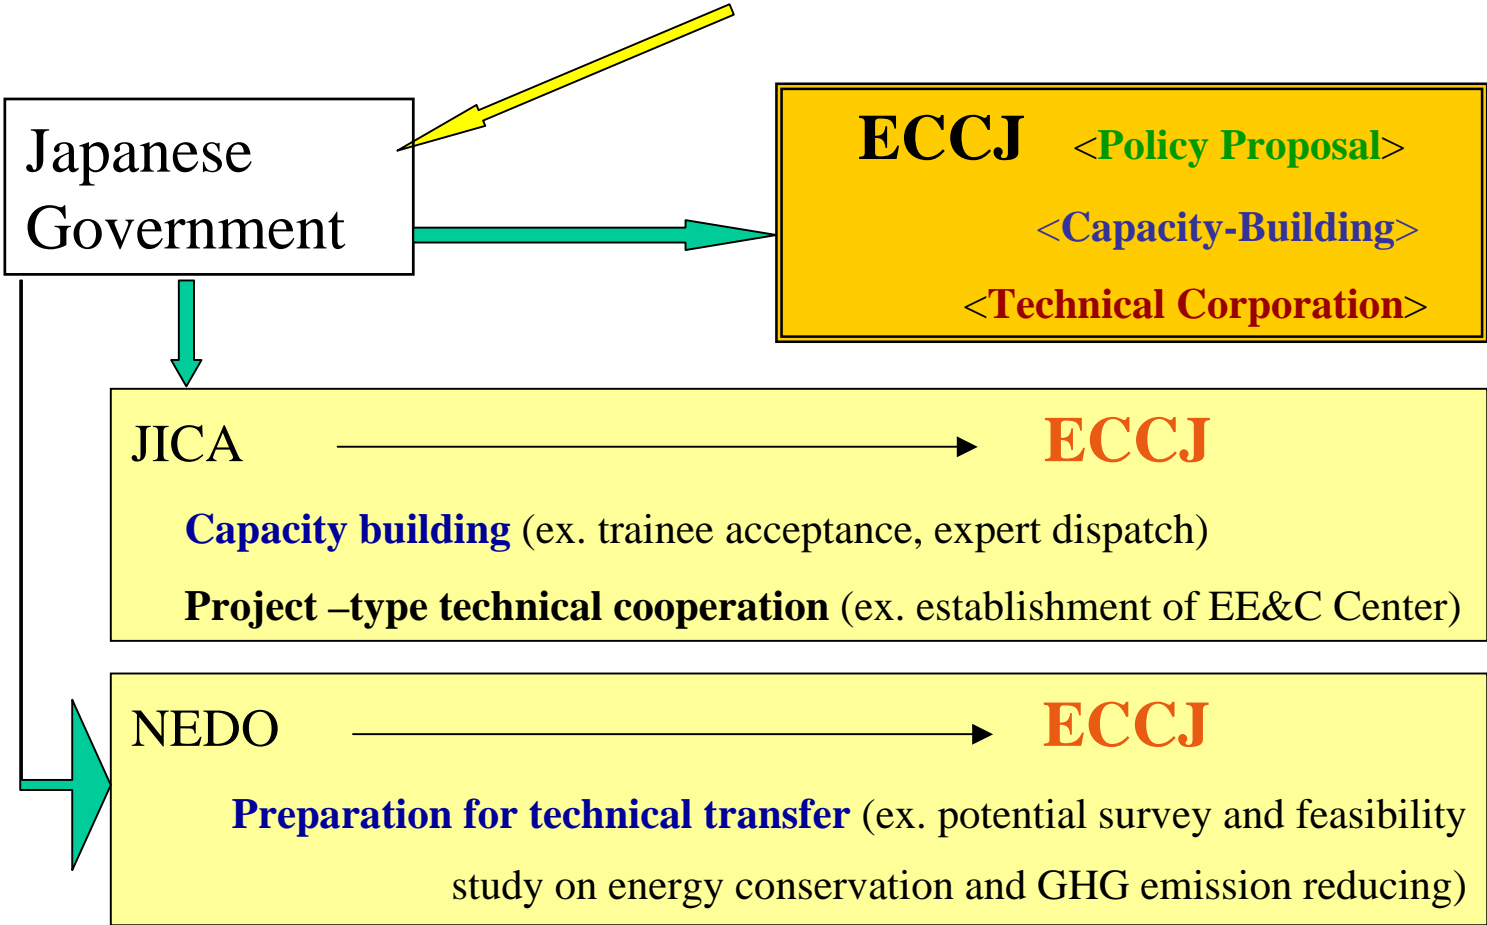 Japanese
Government
ECCJ <Policy Proposal>
<Capacity-Building>
<Technical Corporation>
JICA ECCJ
Capacity building (ex. trainee acceptance, expert dispatch)
Project –type technical cooperation (ex. establishment of EE&C Center)
NEDO ECCJ
Preparation for technical transfer (ex. potential survey and feasibility
study on energy conservation and GHG emission reducing)